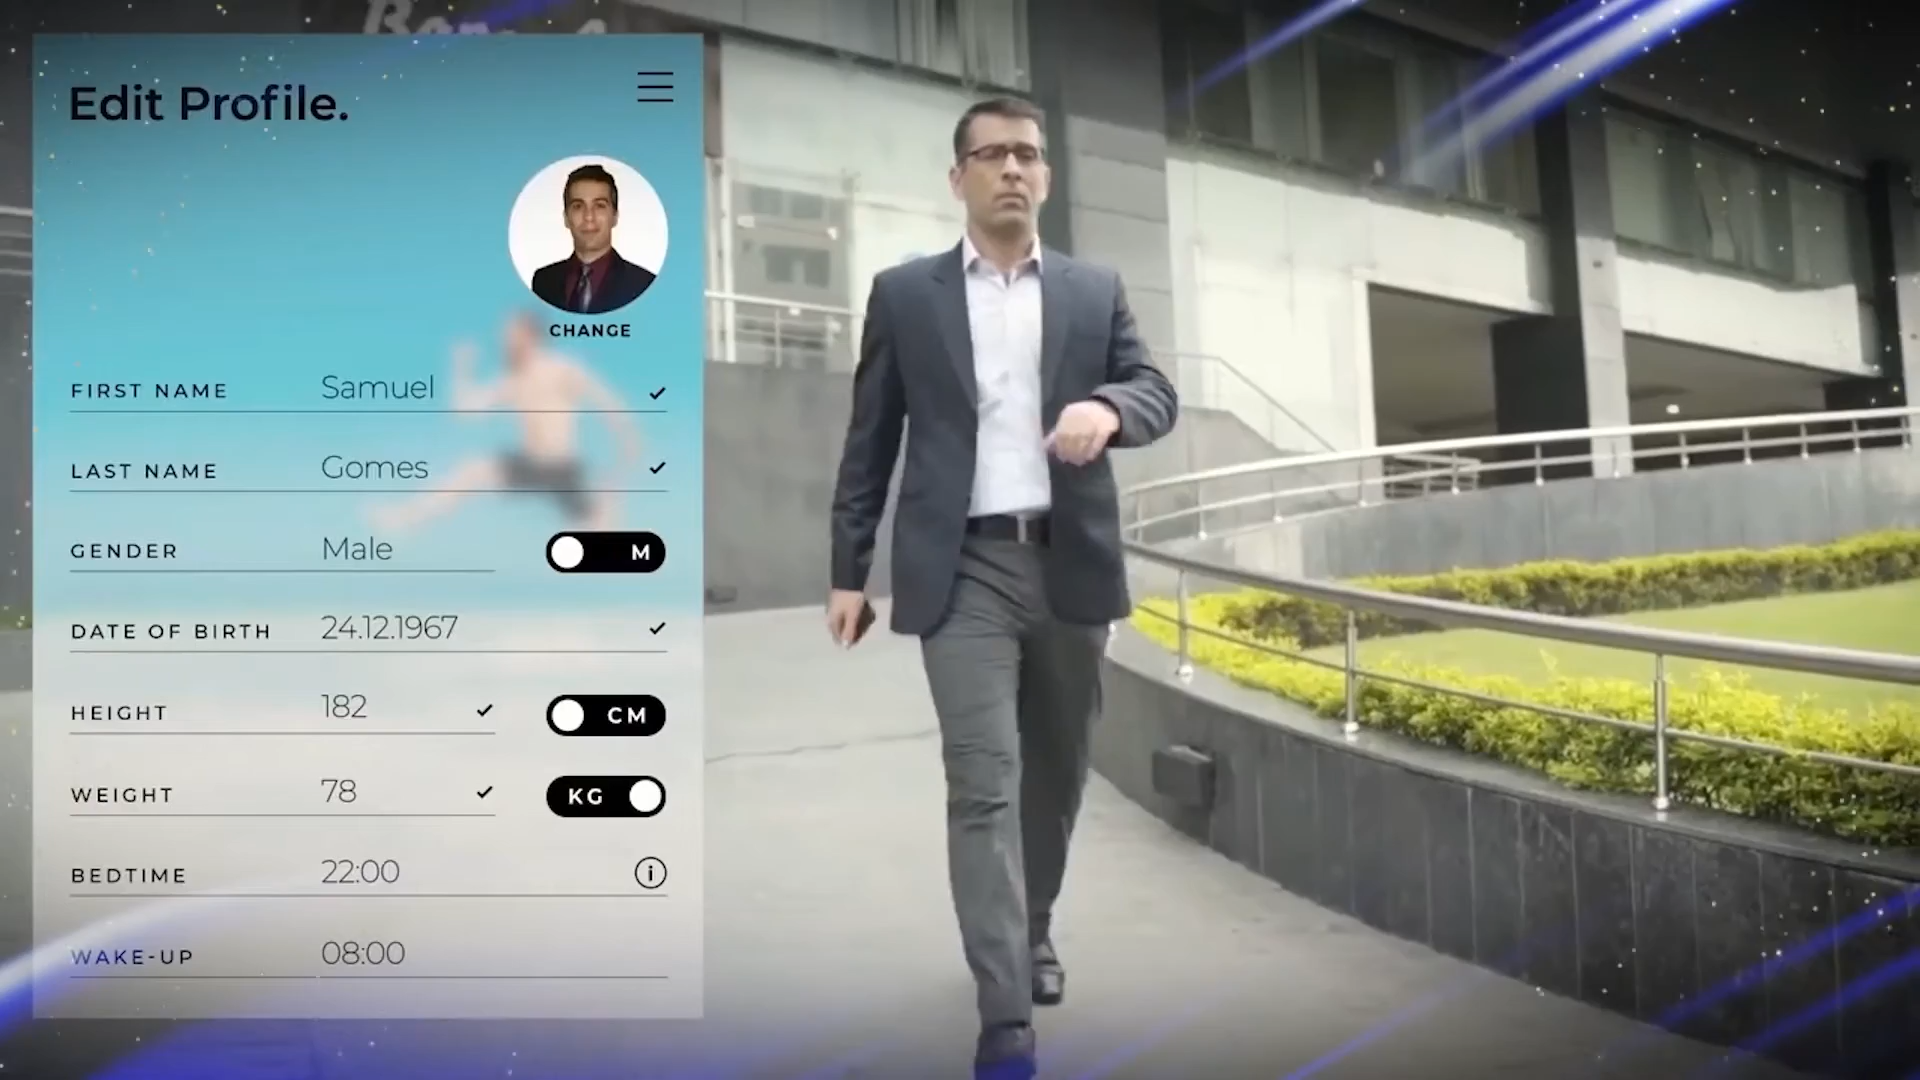 Edit Profile.
CHANGE
FIRST NAME Samuel
LAST NAME Gomes
GENDER Male M
DATE OF BIRTH 24.12.1967
HEIGHT 182 CM
WEIGHT 78 KG
BEDTIME 22:00 i
WAKE-UP 08:00